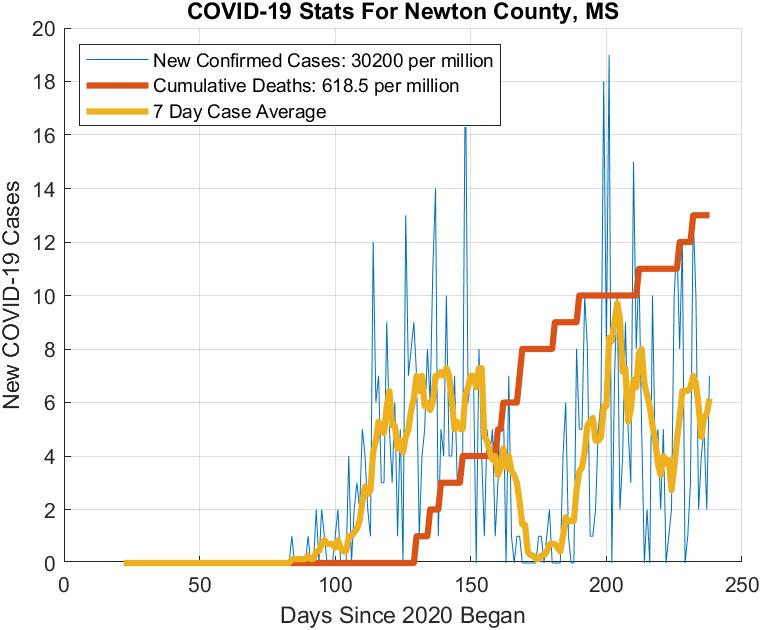 COVID-19 Stats For Newton County, MS
New Confirmed Cases: 30200 per million
Cumulative Deaths: 618.5 per million
7 Day Case Average
New COVID-19 Cases
20
18
16
14
12
10
8
6
4
2
0
0 50 100 150 200 250
Days Since 2020 Began